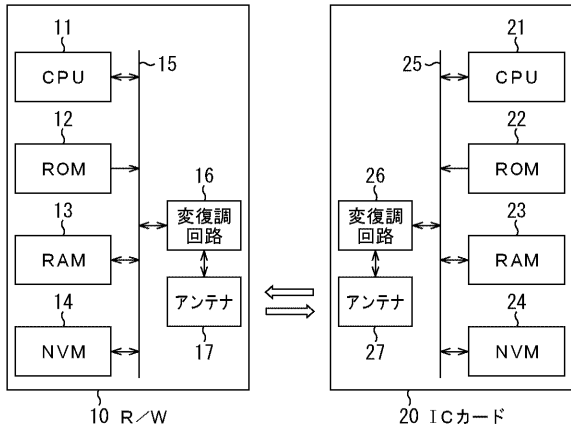 11
CPU
15
12
ROM
16
変復調
回路
13
RAM
アンテナ
17
14
NVM
10 R/W
21
CPU
25
22
ROM
26
変復調
回路
23
RAM
アンテナ
27
24
NVM
20 ICカード